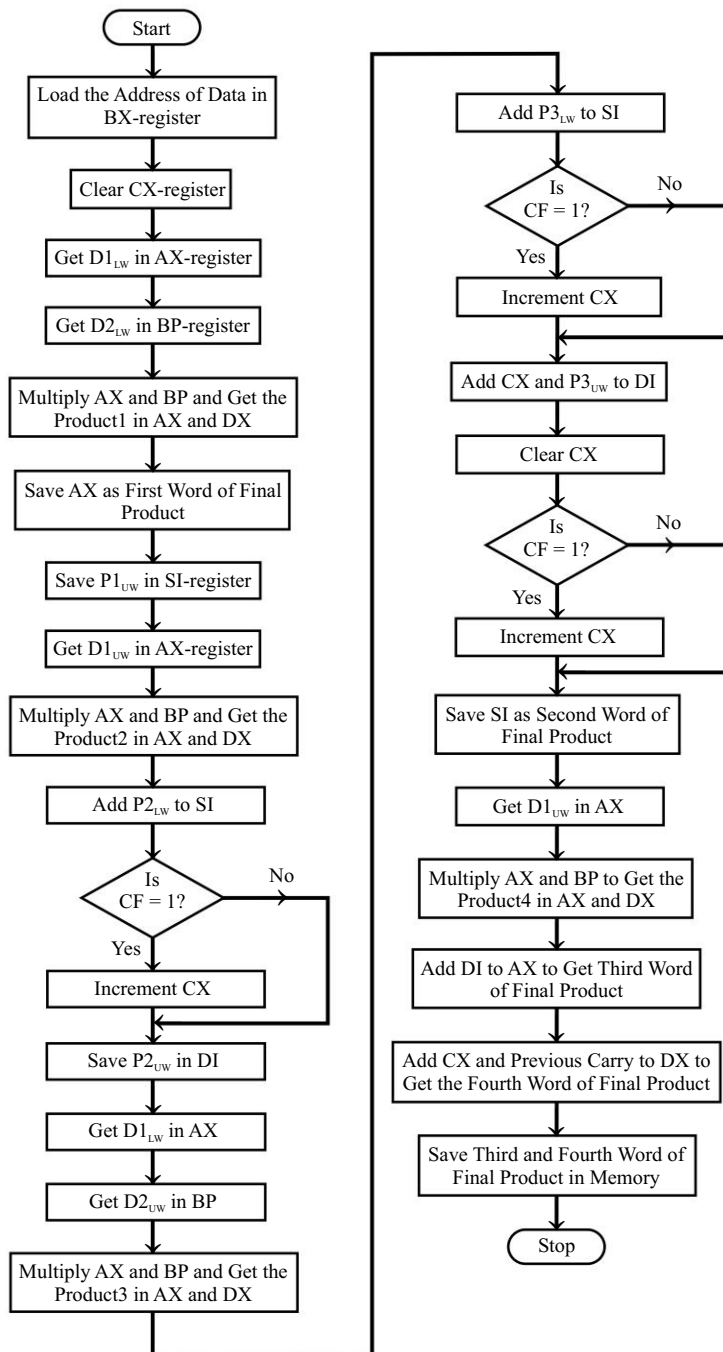 Start
Load the Address of Data in
BX-register
Clear CX-register
Get D1LW in AX-register
Get D2LW in BP-register
Multiply AX and BP and Get the
Product1 in AX and DX
Save AX as First Word of Final
Product
Save P1UW in SI-register
Get D1UW in AX-register
Multiply AX and BP and Get the
Product2 in AX and DX
Add P2LW to SI
Is
CF = 1?
No
Yes
Increment CX
Save P2UW in DI
Get D1LW in AX
Get D2UW in BP
Multiply AX and BP and Get the
Product3 in AX and DX
Add P3LW to SI
Is
CF = 1?
No
Yes
Increment CX
Add CX and P3UW to DI
Clear CX
Is
CF = 1?
No
Yes
Increment CX
Save SI as Second Word of
Final Product
Get D1UW in AX
Multiply AX and BP to Get the
Product4 in AX and DX
Add DI to AX to Get Third Word
of Final Product
Add CX and Previous Carry to DX to
Get the Fourth Word of Final Product
Save Third and Fourth Word of
Final Product in Memory
Stop